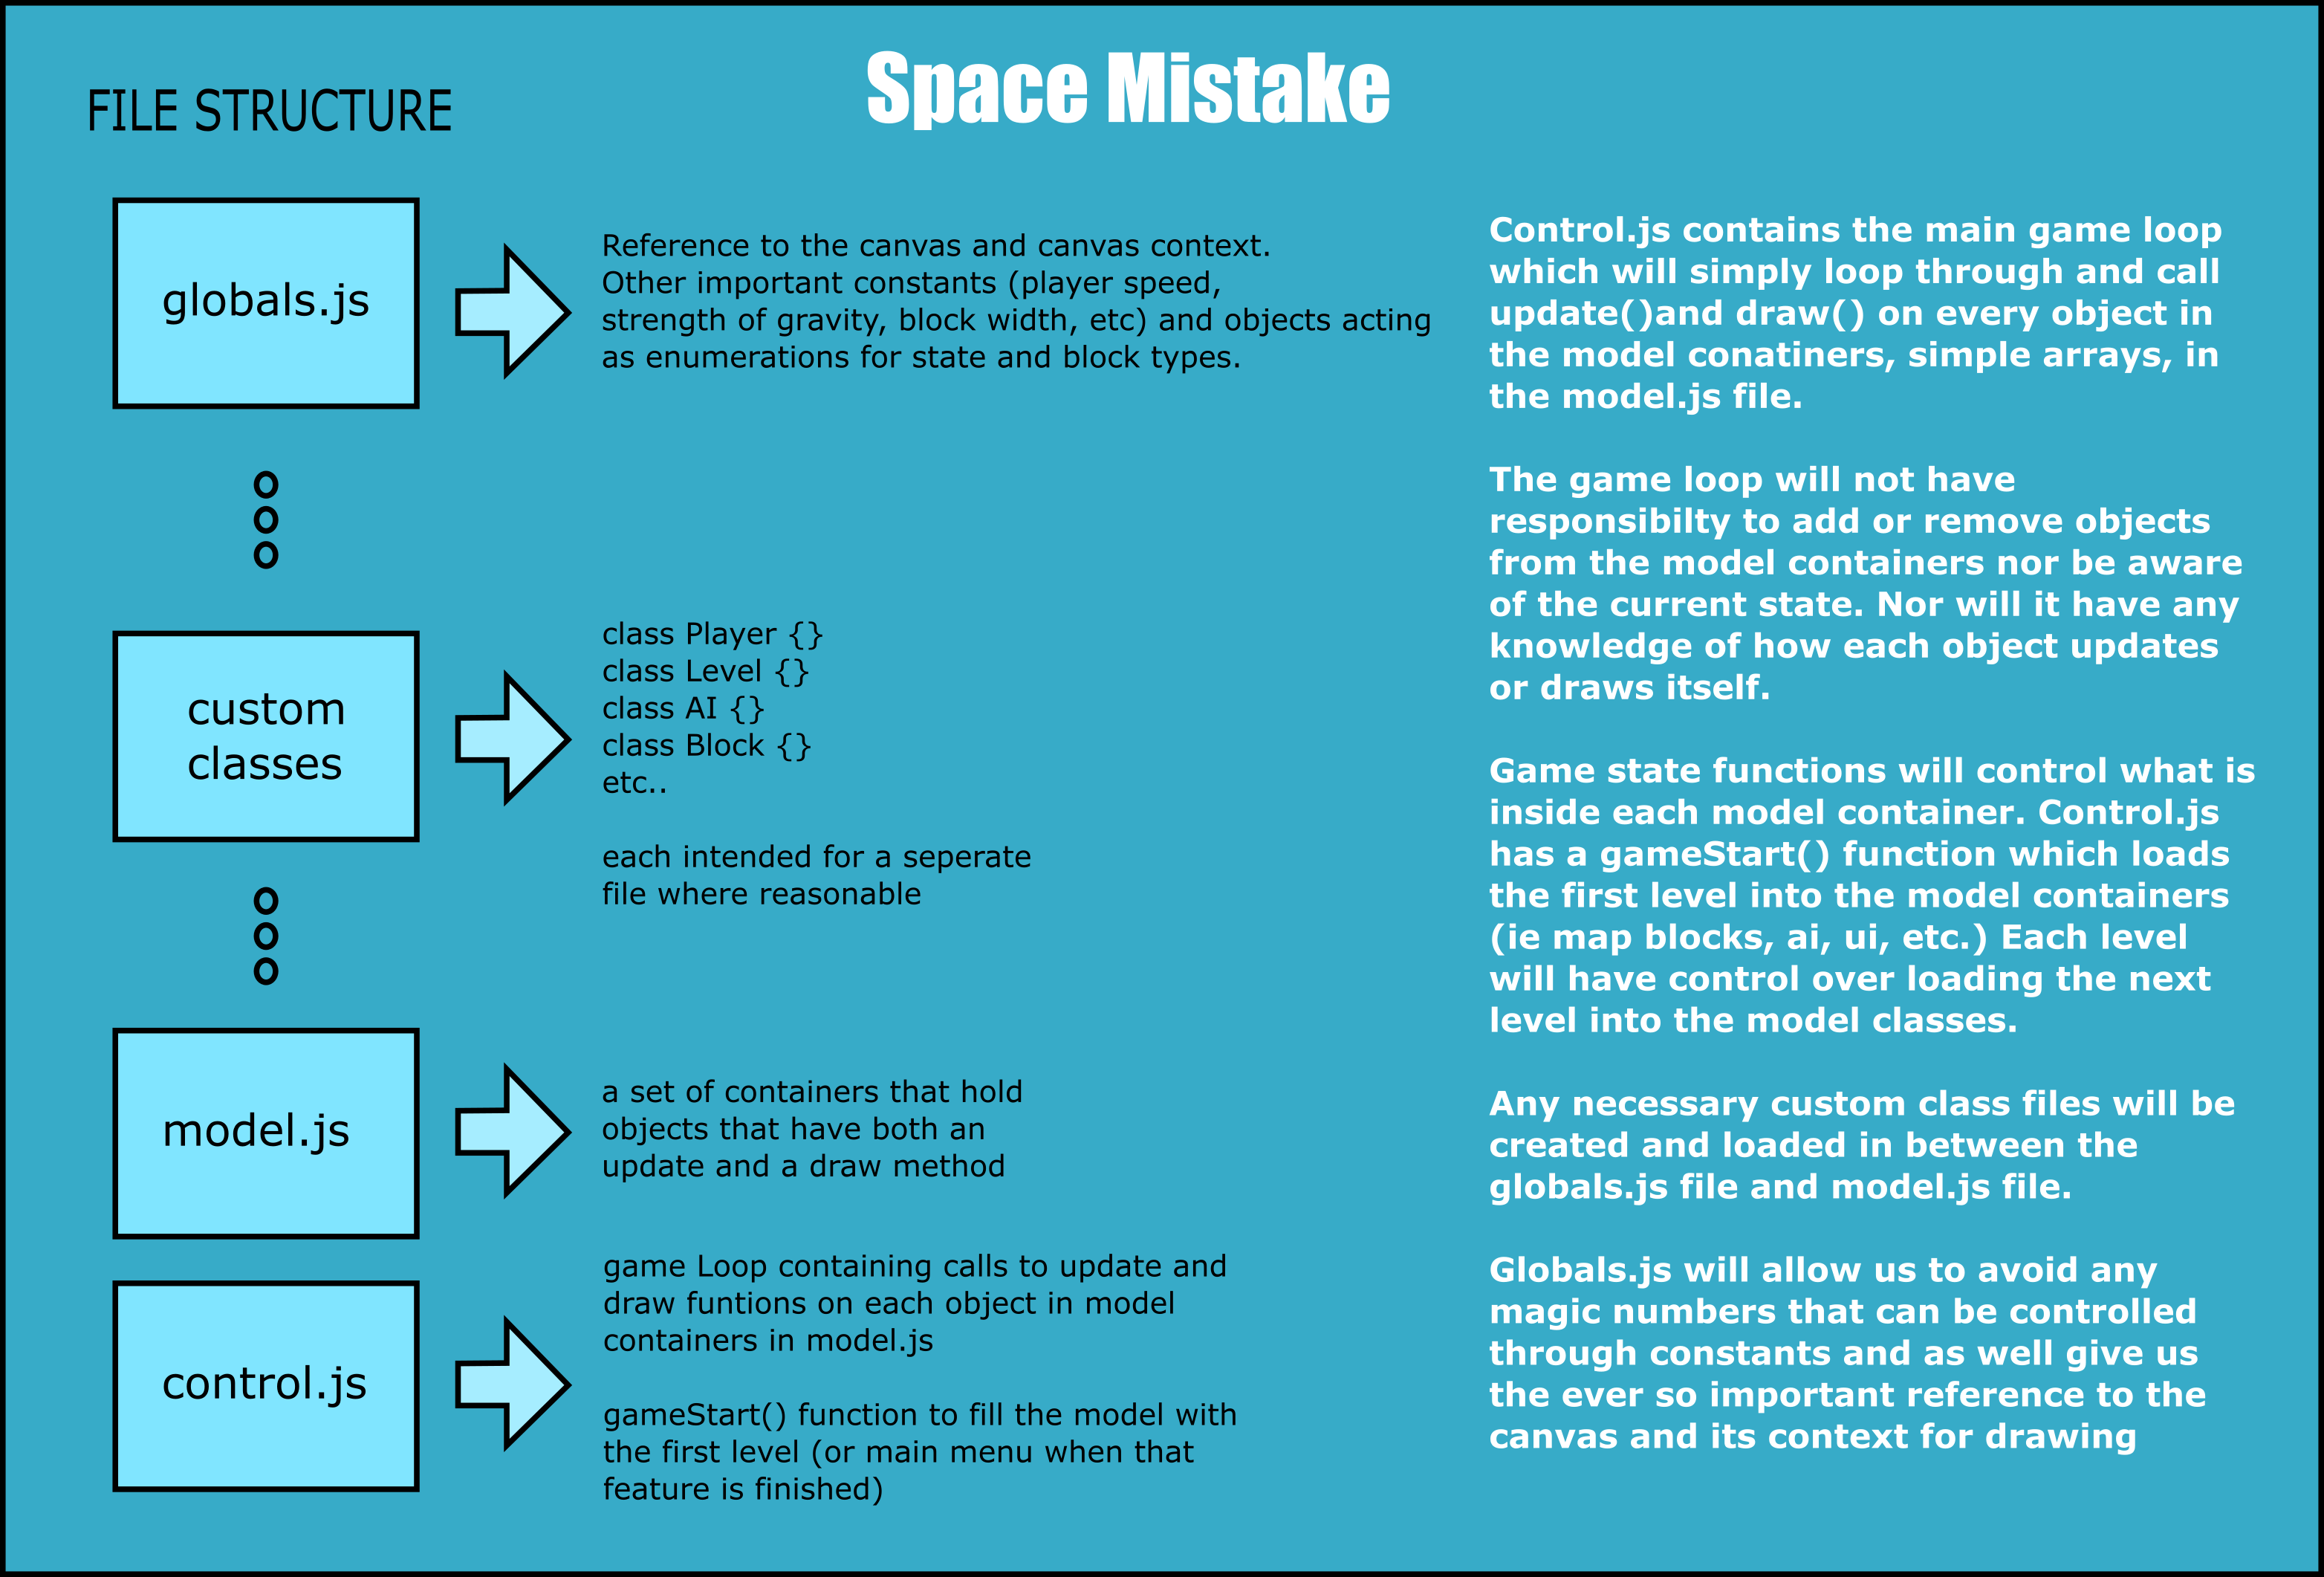 Space Mistake
FILE STRUCTURE
globals.js
Reference to the canvas and canvas context.
Other important constants (player speed,
strength of gravity, block width, etc) and objects acting
as enumerations for state and block types.
custom
classes
class Player {}
class Level {}
class AI {}
class Block {}
etc..
each intended for a seperate
file where reasonable
model.js
a set of containers that hold
objects that have both an
update and a draw method
control.js
game Loop containing calls to update and
draw funtions on each object in model
containers in model.js
gameStart() function to fill the model with
the first level (or main menu when that
feature is finished)
Control.js contains the main game loop
which will simply loop through and call
update()and draw() on every object in
the model conatiners, simple arrays, in
the model.js file.
The game loop will not have
responsibilty to add or remove objects
from the model containers nor be aware
of the current state. Nor will it have any
knowledge of how each object updates
or draws itself.
Game state functions will control what is
inside each model container. Control.js
has a gameStart() function which loads
the first level into the model containers
(ie map blocks, ai, ui, etc.) Each level
will have control over loading the next
level into the model classes.
Any necessary custom class files will be
created and loaded in between the
globals.js file and model.js file.
Globals.js will allow us to avoid any
magic numbers that can be controlled
through constants and as well give us
the ever so important reference to the
canvas and its context for drawing